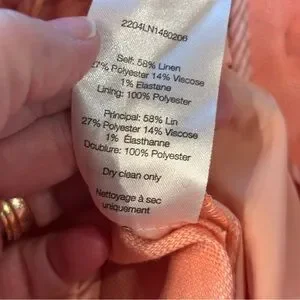 2204LN1480206
Self: 58% Linen
27% Polyester 14% Viscose
1% Elastane
Lining: 100% Polyester
Principal: 58% Lin
27% Polyester 14% Viscose
1% Élasthanne
Doublure: 100% Polyester
Dry clean only
Nettoyage à sec
uniquement